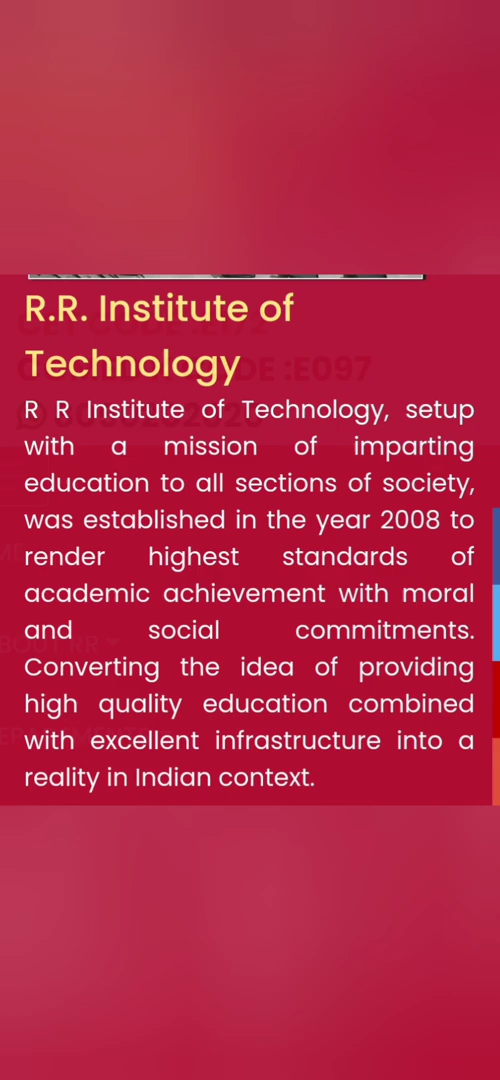 R.R. Institute of
Technology
R R Institute of Technology, setup
with a mission of imparting
education to all sections of society,
was established in the year 2008 to
render highest standards of
academic achievement with moral
and social commitments.
Converting the idea of providing
high quality education combined
with excellent infrastructure into a
reality in Indian context.